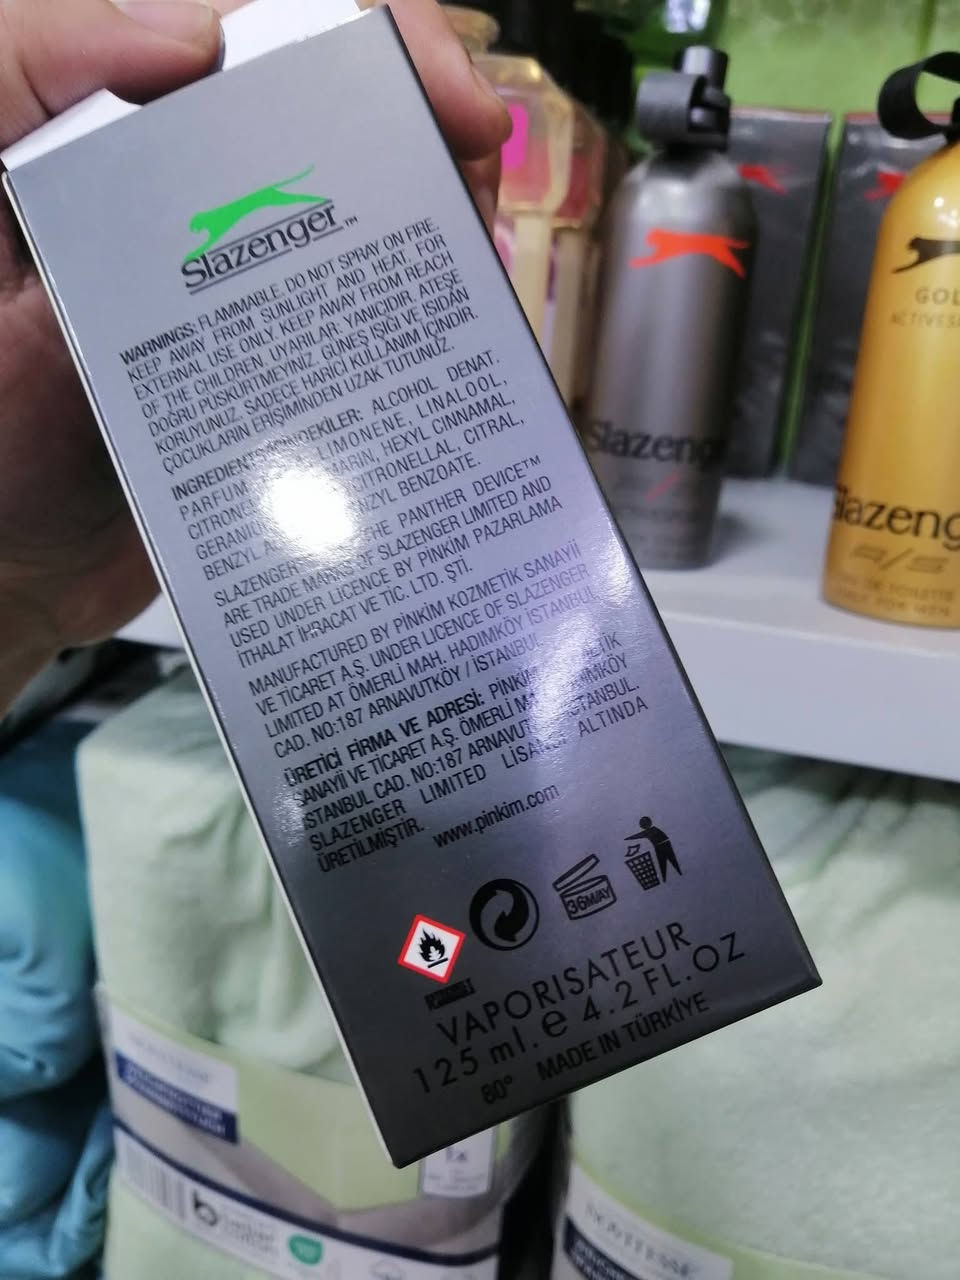 Slazenger™
WARNINGS: FLAMMABLE. DO NOT SPRAY ON FIRE.
KEEP AWAY FROM SUNLIGHT AND HEAT. FOR
EXTERNAL USE ONLY. KEEP AWAY FROM REACH
OF THE CHILDREN. UYARILAR: YANICIDIR. ATEŞE
DOĞRU PÜSKÜRTMEYİNİZ. GÜNEŞ IŞIĞI VE ISIDAN
KORUYUNUZ. SADECE HARİCİ KULLANIM İÇİNDİR.
ÇOCUKLARIN ERİŞİMİNDEN UZAK TUTUNUZ.
ALCOHOL DENAT.
PARFUM LIMONENE, LINALOOL,
HEXYL CINNAMAL,
CITRONELLAL, CITRAL,
BENZYL BENZOATE.
SLAZENGER THE PANTHER DEVICE™
ARE TRADE MARKS OF SLAZENGER LIMITED AND
USED UNDER LICENCE BY PINKIM PAZARLAMA
İTHALAT İHRACAT VE TİC. LTD. ŞTİ.
MANUFACTURED BY PİNKİM KOZMETİK SANAYİİ
VE TİCARET A.Ş. UNDER LICENCE OF SLAZENGER
LIMITED AT ÖMERLİ MAH. HADIMKÖY İSTANBUL
CAD. NO:187 ARNAVUTKÖY / İSTANBUL
ÜRETİCİ FİRMA VE ADRESİ:
SANAYİİ VE TİCARET A.Ş. ÖMERLİ
İSTANBUL CAD. NO:187 İSTANBUL.
SLAZENGER LIMITED ALTINDA
ÜRETİLMİŞTİR.
www.pinkim.com
36M/AY
VAPORISATEUR
125 ml. e 4.2 FL.OZ
80° MADE IN TÜRKİYE
Slazenger